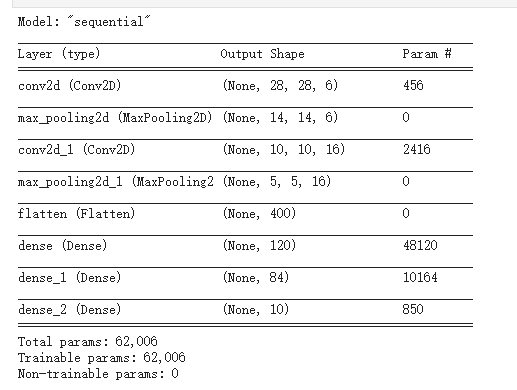 Model: "sequential"
Layer (type) Output Shape Param #
conv2d (Conv2D) (None, 28, 28, 6) 456
max_pooling2d (MaxPooling2D) (None, 14, 14, 6) 0
conv2d_1 (Conv2D) (None, 10, 10, 16) 2416
max_pooling2d_1 (MaxPooling2 (None, 5, 5, 16) 0
flatten (Flatten) (None, 400) 0
dense (Dense) (None, 120) 48120
dense_1 (Dense) (None, 84) 10164
dense_2 (Dense) (None, 10) 850
Total params: 62,006
Trainable params: 62,006
Non-trainable params: 0